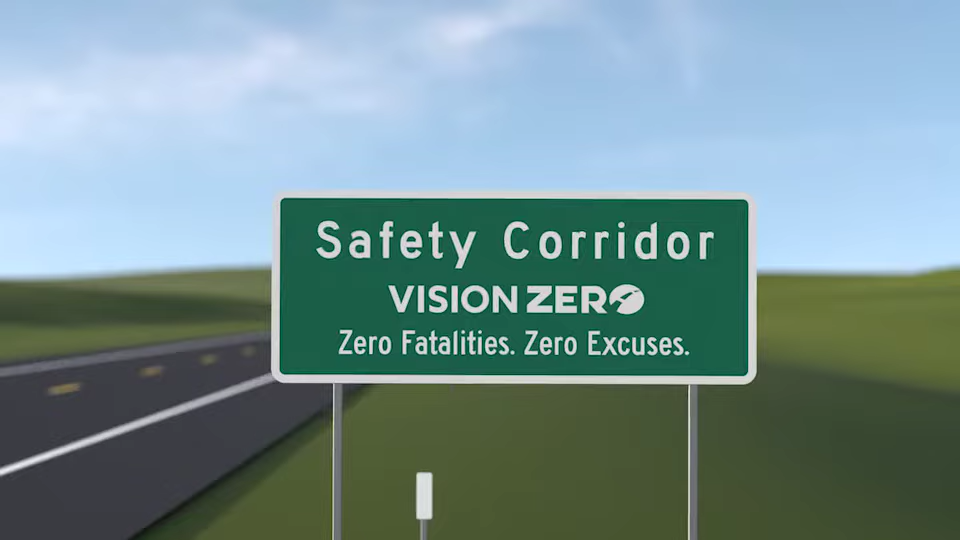 Safety Corridor
VISION ZERO
Zero Fatalities. Zero Excuses.